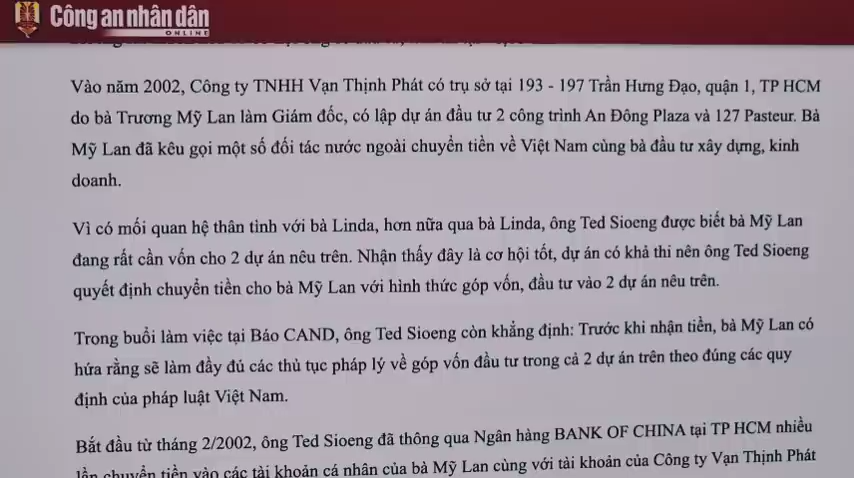 Công an nhân dân
ONLINE
Vào năm 2002, Công ty TNHH Vạn Thịnh Phát có trụ sở tại 193 - 197 Trần Hưng Đạo, quận 1, TP HCM
do bà Trương Mỹ Lan làm Giám đốc, có lập dự án đầu tư 2 công trình An Đông Plaza và 127 Pasteur. Bà
Mỹ Lan đã kêu gọi một số đối tác nước ngoài chuyển tiền về Việt Nam cùng bà đầu tư xây dựng, kinh
doanh.
Vì có mối quan hệ thân tình với bà Linda, hơn nữa qua bà Linda, ông Ted Sioeng được biết bà Mỹ Lan
đang rất cần vốn cho 2 dự án nêu trên. Nhận thấy đây là cơ hội tốt, dự án có khả thi nên ông Ted Sioeng
quyết định chuyển tiền cho bà Mỹ Lan với hình thức góp vốn, đầu tư vào 2 dự án nêu trên.
Trong buổi làm việc tại Báo CAND, ông Ted Sioeng còn khẳng định: Trước khi nhận tiền, bà Mỹ Lan có
hứa rằng sẽ làm đầy đủ các thủ tục pháp lý về góp vốn đầu tư trong cả 2 dự án trên theo đúng các quy
định của pháp luật Việt Nam.
Bắt đầu từ tháng 2/2002, ông Ted Sioeng đã thông qua Ngân hàng BANK OF CHINA tại TP HCM nhiều
lần chuyển tiền vào các tài khoản cá nhân của bà Mỹ Lan cùng với tài khoản của Công ty Vạn Thịnh Phát